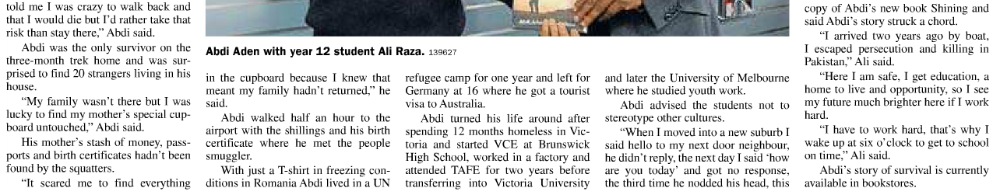 told me I was crazy to walk back and
that I would die but I'd rather take that
risk than stay there," Abdi said.
Abdi was the only survivor on the
three-month trek home and was sur-
prised to find 20 strangers living in his
house.
"My family wasn't there but I was
lucky to find my mother's special cup-
board untouched," Abdi said.
His mother's stash of money, pass-
ports and birth certificates hadn't been
found by the squatters.
"It scared me to find everything
Abdi Aden with year 12 student Ali Raza. 139627
in the cupboard because I knew that
meant my family hadn't returned," he
said.
Abdi walked half an hour to the
airport with the shillings and his birth
certificate where he met the people
smuggler.
With just a T-shirt in freezing con-
ditions in Romania Abdi lived in a UN
refugee camp for one year and left for
Germany at 16 where he got a tourist
visa to Australia.
Abdi turned his life around after
spending 12 months homeless in Vic-
toria and started VCE at Brunswick
High School, worked in a factory and
attended TAFE for two years before
transferring into Victoria University
and later the University of Melbourne
where he studied youth work.
Abdi advised the students not to
stereotype other cultures.
"When I moved into a new suburb I
said hello to my next door neighbour,
he didn't reply, the next day I said 'how
are you today' and got no response,
the third time he nodded his head, this
copy of Abdi's new book Shining and
said Abdi's story struck a chord.
"I arrived two years ago by boat,
I escaped persecution and killing in
Pakistan," Ali said.
"Here I am safe, I get education, a
home to live and opportunity, so I see
my future much brighter here if I work
hard.
"I have to work hard, that's why I
wake up at six o'clock to get to school
on time," Ali said.
Abdi's story of survival is currently
available in bookstores.